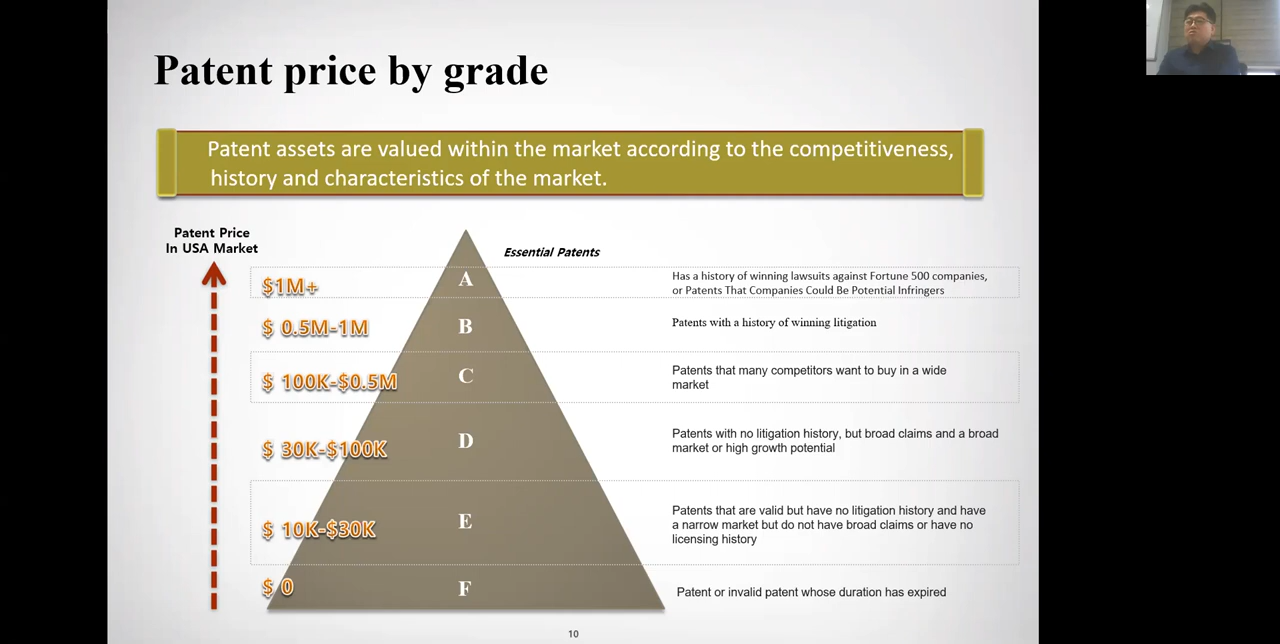 Patent price by grade
Patent assets are valued within the market according to the competitiveness,
history and characteristics of the market.
Patent Price
In USA Market
Essential Patents
$1M+
A
Has a history of winning lawsuits against Fortune 500 companies,
or Patents That Companies Could Be Potential Infringers
$ 0.5M-1M
B
Patents with a history of winning litigation
$ 100K-$0.5M
C
Patents that many competitors want to buy in a wide
market
$ 30K-$100K
D
Patents with no litigation history, but broad claims and a broad
market or high growth potential
$ 10K-$30K
E
Patents that are valid but have no litigation history and have
a narrow market but do not have broad claims or have no
licensing history
$ 0
F
Patent or invalid patent whose duration has expired
10